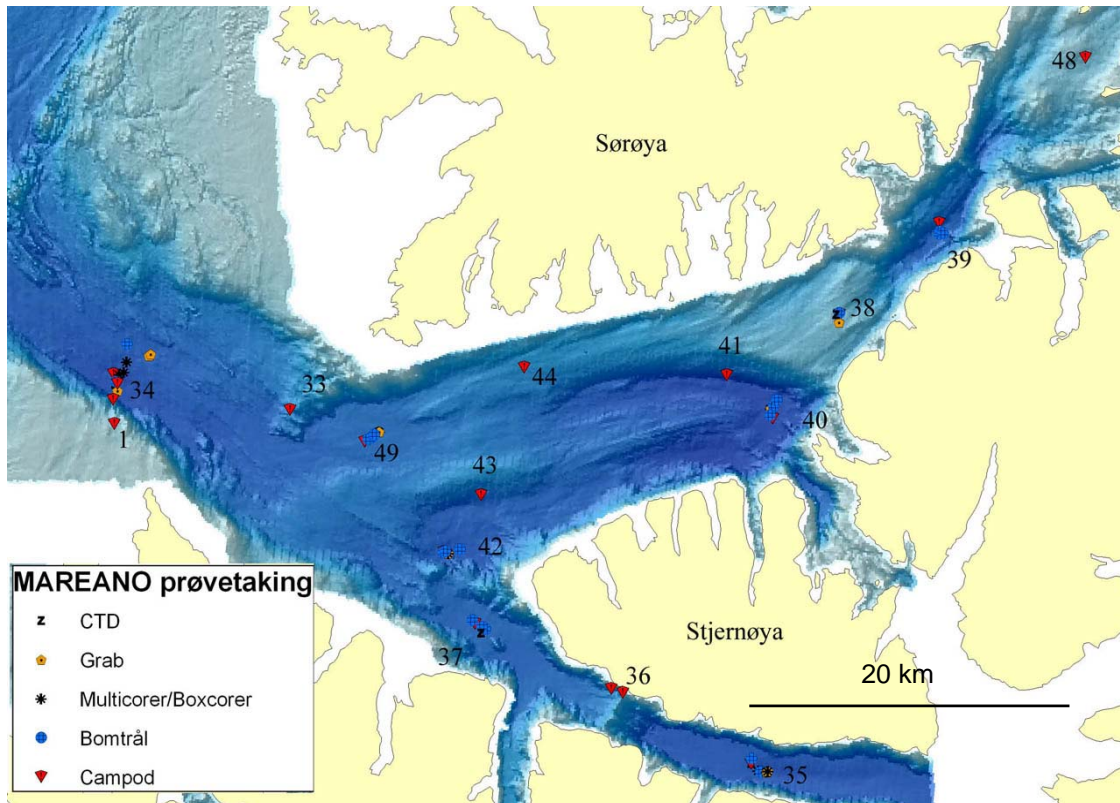 48
Sørøya
39
38
41
44
33
34
1
40
49
43
42
MAREANO prøvetaking
z CTD
Grab
Multicorer/Boxcorer
Bomtrål
Campod
Stjernøya
37
36
20 km
35
z
z